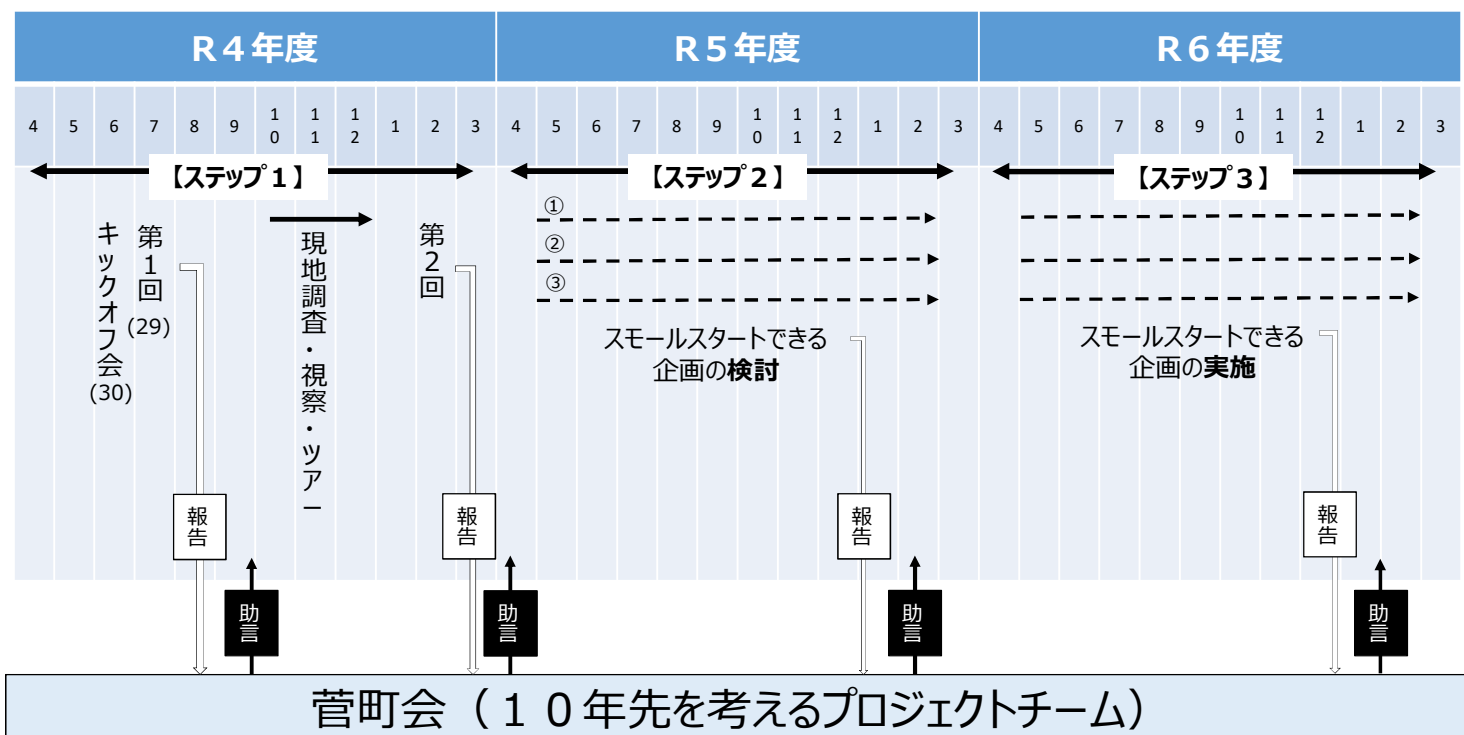 R4年度
R5年度
R6年度
4 5 6 7 8 9 10 11 12 1 2 3 4 5 6 7 8 9 10 11 12 1 2 3 4 5 6 7 8 9 10 11 12 1 2 3
【ステップ1】
【ステップ2】
【ステップ3】
キックオフ会(30)
第1回(29)
現地調査・視察・ツアー
第2回
①
②
③
スモールスタートできる
企画の検討
スモールスタートできる
企画の実施
報告
報告
報告
報告
助言
助言
助言
助言
菅町会（10年先を考えるプロジェクトチーム）